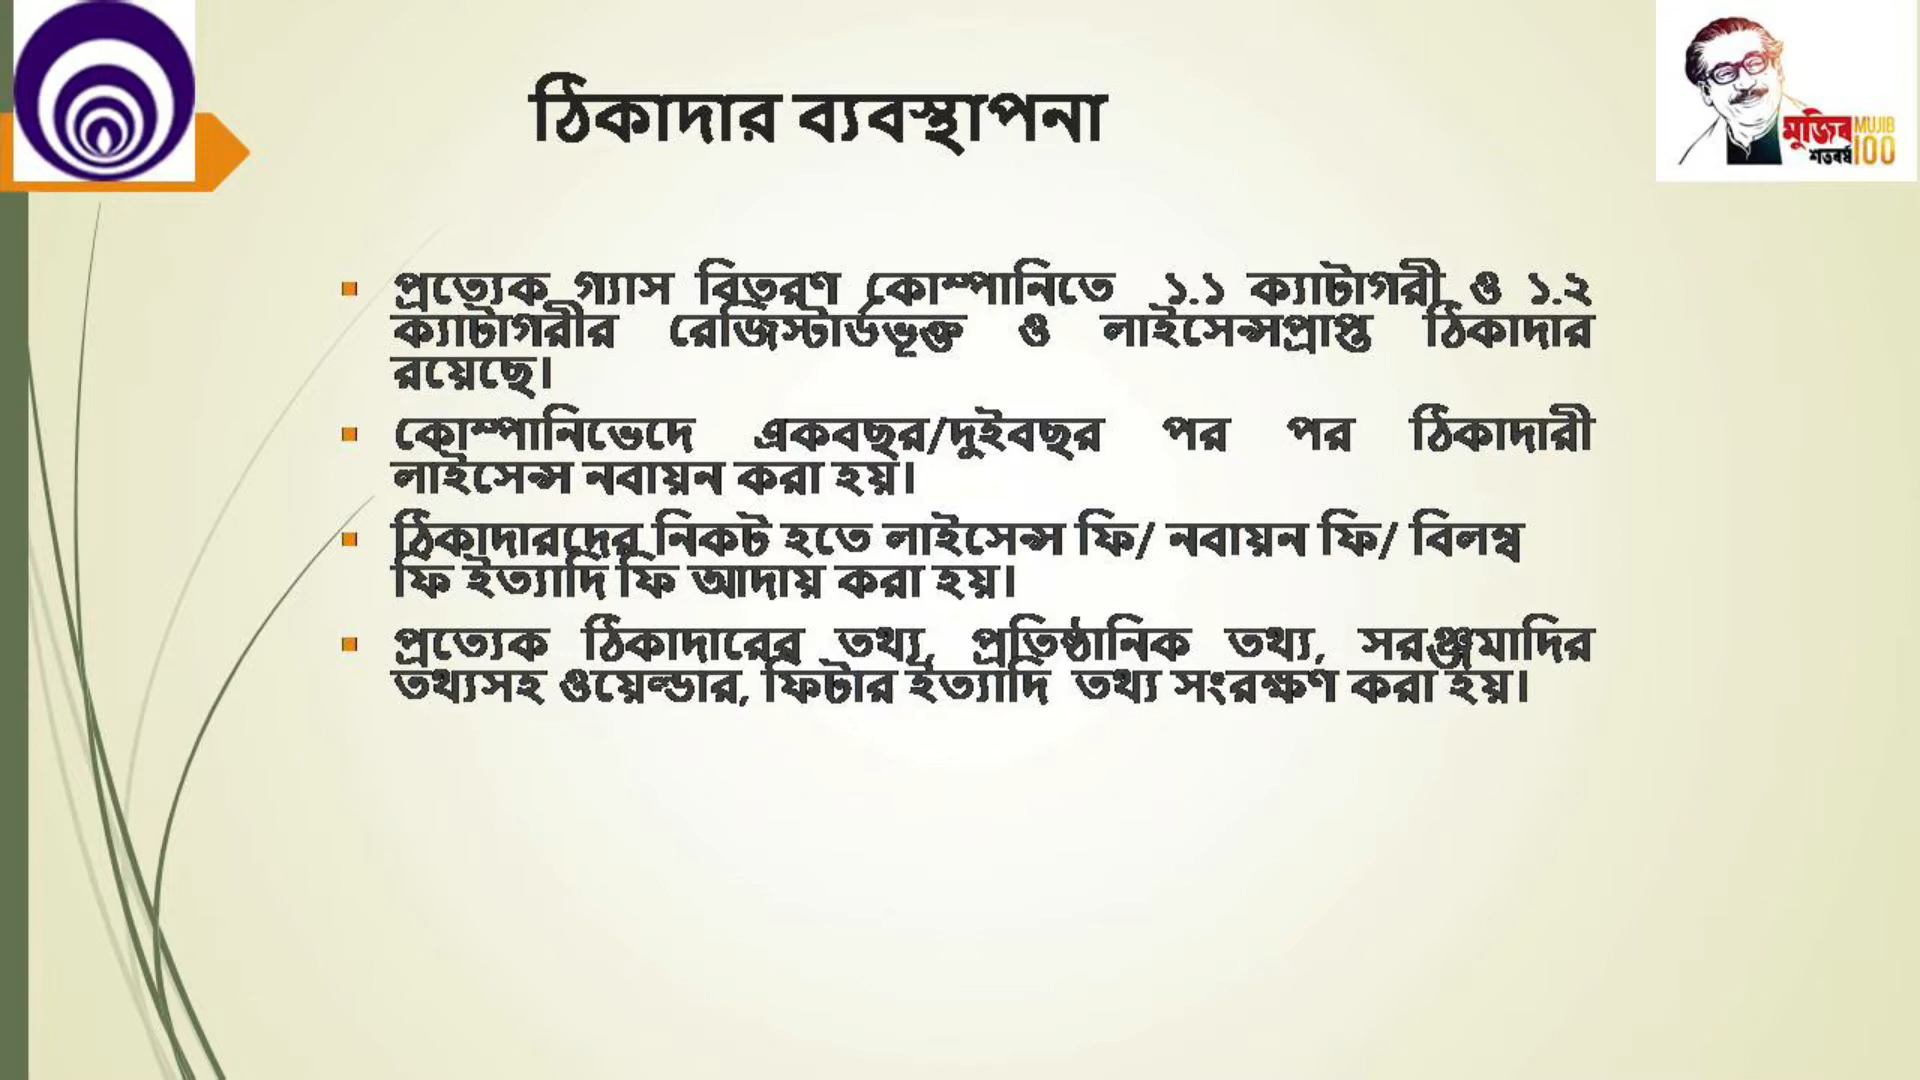 ঠিকাদার ব্যবস্থাপনা
মুজিব
শতবর্ষ
MUJIB
100
প্রত্যেক গ্যাস বিতরণ কোম্পানিতে ১.১ ক্যাটাগরী ও ১.২
ক্যাটাগরীর রেজিস্টার্ডভূক্ত ও লাইসেন্সপ্রাপ্ত ঠিকাদার
রয়েছে।
কোম্পানিভেদে একবছর/দুইবছর পর পর ঠিকাদারী
লাইসেন্স নবায়ন করা হয়।
ঠিকাদারদের নিকট হতে লাইসেন্স ফি/ নবায়ন ফি/ বিলম্ব
ফি ইত্যাদি ফি আদায় করা হয়।
প্রত্যেক ঠিকাদারের তথ্য, প্রতিষ্ঠানিক তথ্য, সরঞ্জমাদির
তথ্যসহ ওয়েল্ডার, ফিটার ইত্যাদি তথ্য সংরক্ষণ করা হয়।